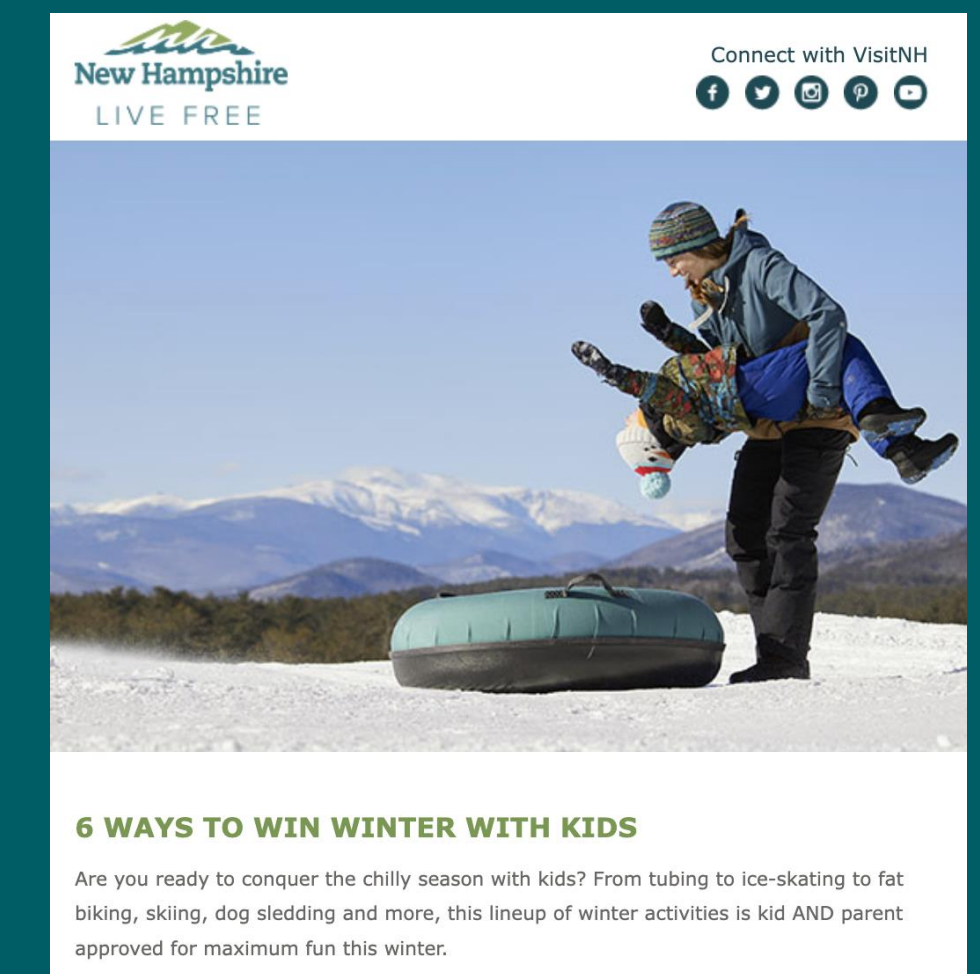 New Hampshire
LIVE FREE
Connect with VisitNH
6 WAYS TO WIN WINTER WITH KIDS
Are you ready to conquer the chilly season with kids? From tubing to ice-skating to fat
biking, skiing, dog sledding and more, this lineup of winter activities is kid AND parent
approved for maximum fun this winter.